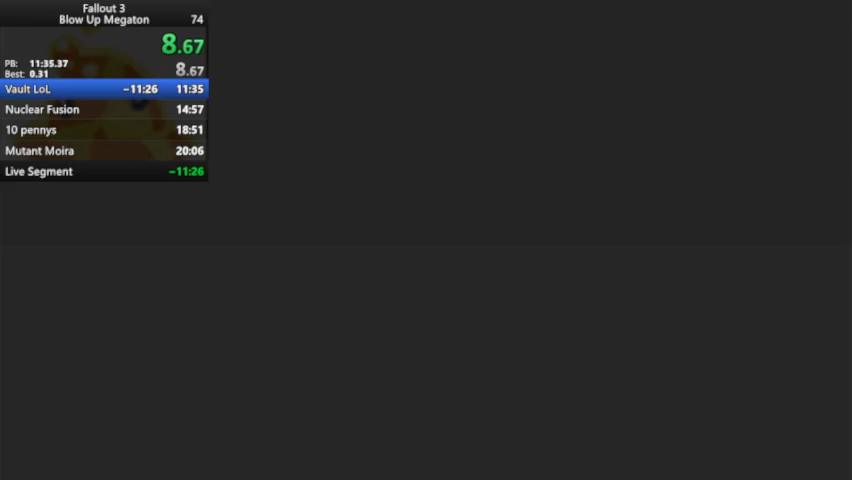 Fallout 3
Blow Up Megaton 74
8.67
PB: 11:35.37
Best: 0.31
8.67
Vault LoL −11:26 11:35
Nuclear Fusion 14:57
10 pennys 18:51
Mutant Moira 20:06
Live Segment −11:26